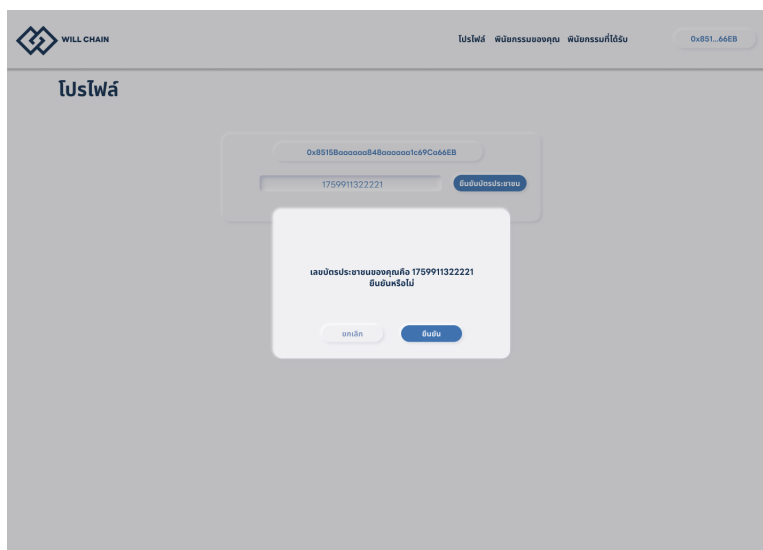 WILL CHAIN
โปรไฟล์ พินัยกรรมของคุณ พินัยกรรมที่ได้รับ 0x851...66EB
โปรไฟล์
0x8515Baaaaaa848aaaaaa1c69Ca66EB
1759911322221 ยืนยันบัตรประชาชน
เลขบัตรประชาชนของคุณคือ 1759911322221
ยืนยันหรือไม่
ยกเลิก ยืนยัน